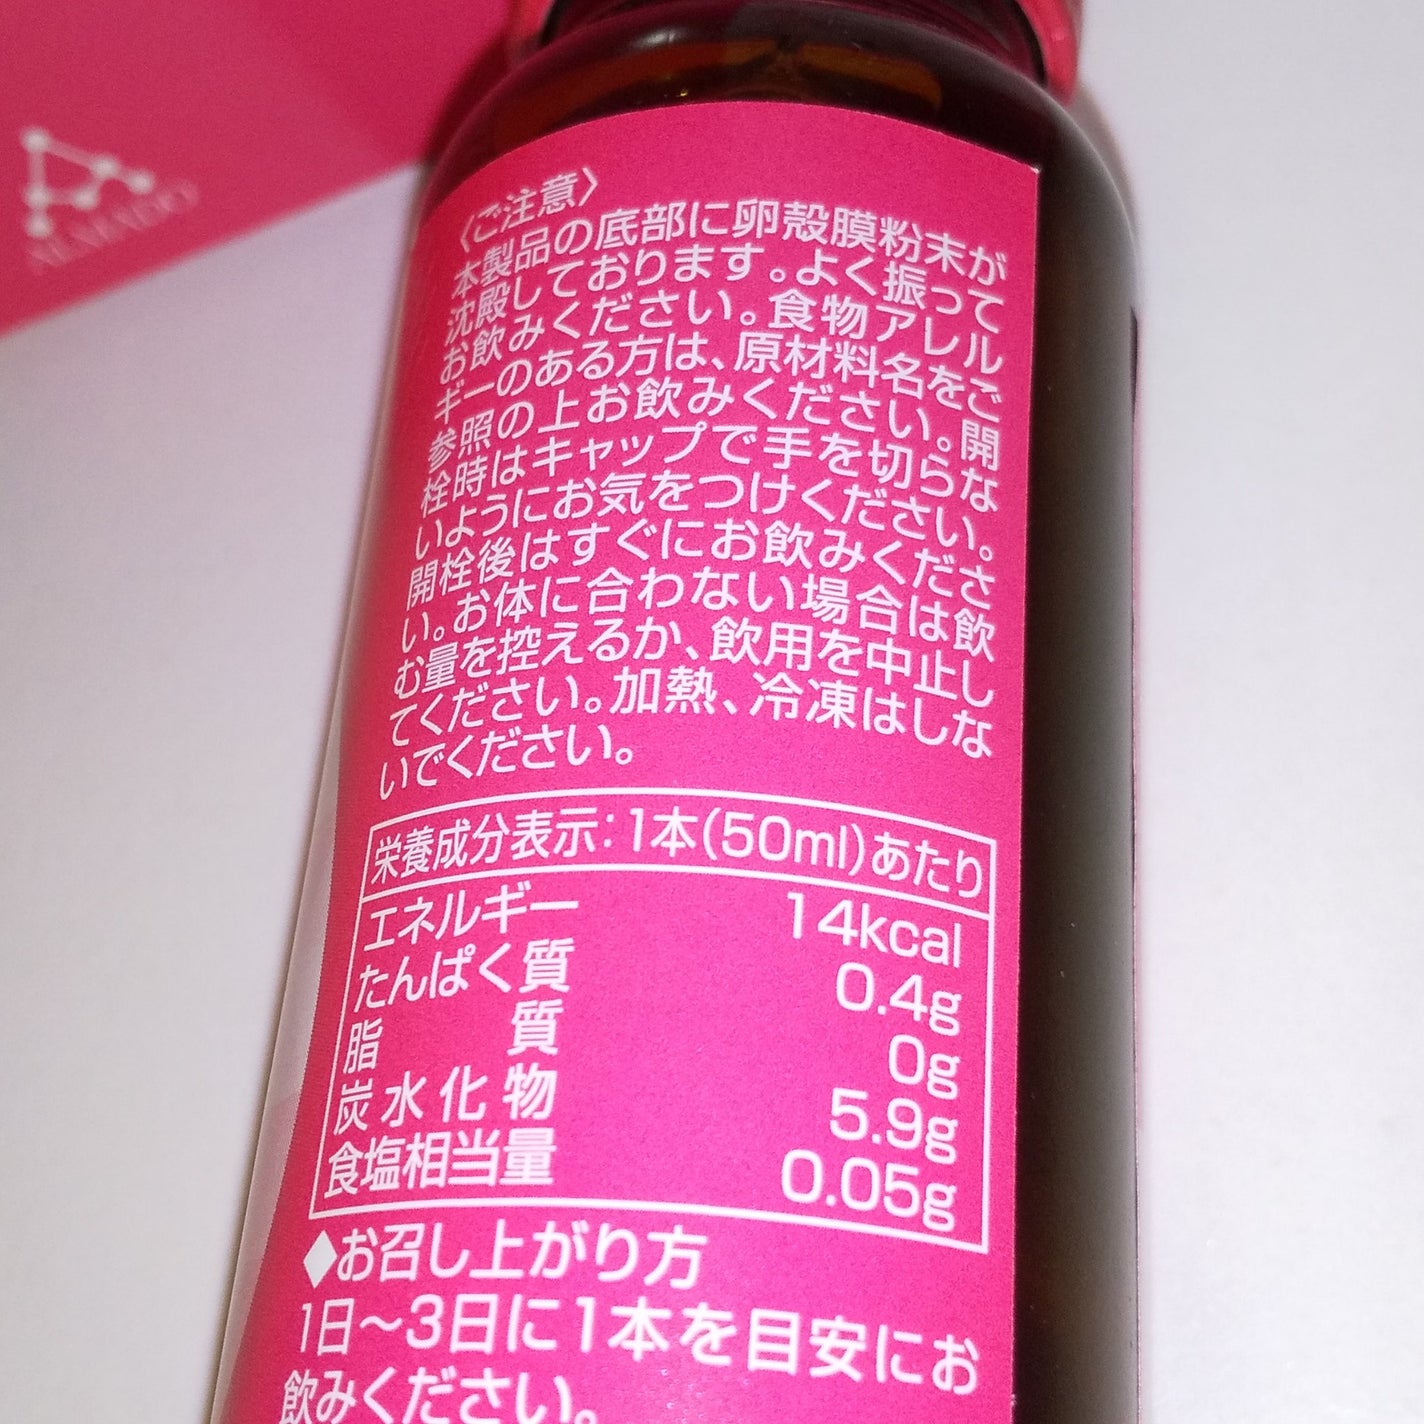 ALMADO
〈ご注意〉
本製品の底部に卵殻膜粉末が
沈殿しております。よく振って
お飲みください。食物アレル
ギーのある方は、原材料名をご
参照の上お飲みください。開
栓時はキャップで手を切らな
いようにお気をつけください。
開栓後はすぐにお飲みくださ
い。お体に合わない場合は飲
む量を控えるか、飲用を中止し
てください。加熱、冷凍はしな
いでください。
栄養成分表示:1本(50ml)あたり
エネルギー 14kcal
たんぱく質 0.4g
脂質 0g
炭水化物 5.9g
食塩相当量 0.05g
◆お召し上がり方
1日〜3日に1本を目安にお
飲みください。